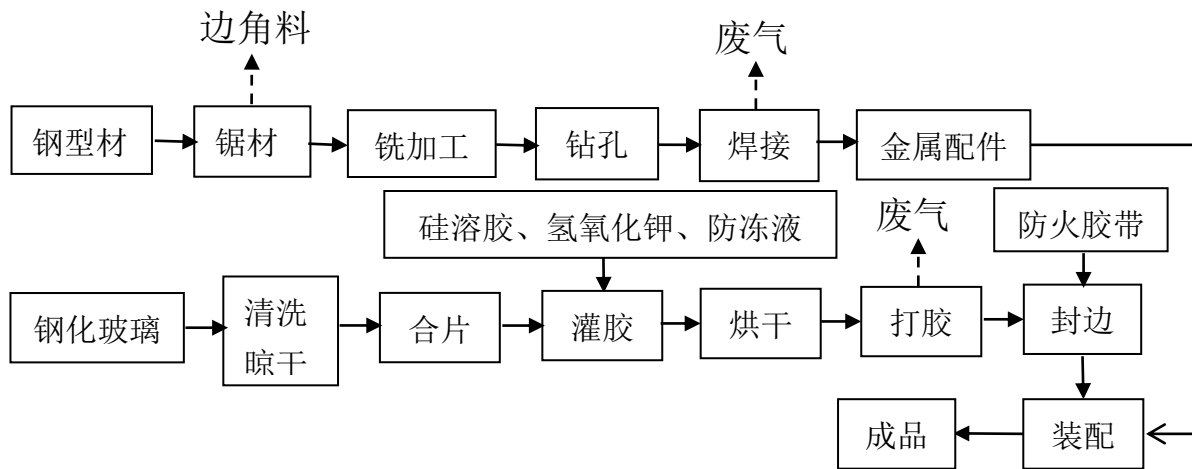 边角料
废气
钢型材
锯材
铣加工
钻孔
焊接
金属配件
硅溶胶、氢氧化钾、防冻液
废气
防火胶带
钢化玻璃
清洗
晾干
合片
灌胶
烘干
打胶
封边
成品
装配